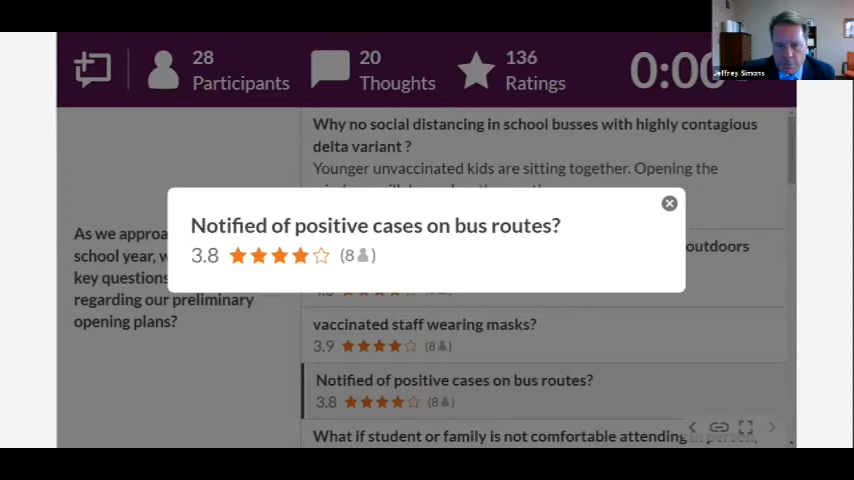 28
Participants
20
Thoughts
136
Ratings
0:00
Jeffrey Simons
Why no social distancing in school busses with highly contagious
delta variant ?
Younger unvaccinated kids are sitting together. Opening the
As we approa
school year, w
key questions
regarding our preliminary
opening plans?
Notified of positive cases on bus routes?
3.8 (8)
outdoors
vaccinated staff wearing masks?
3.9 (8)
Notified of positive cases on bus routes?
3.8 (8)
What if student or family is not comfortable attending in person,